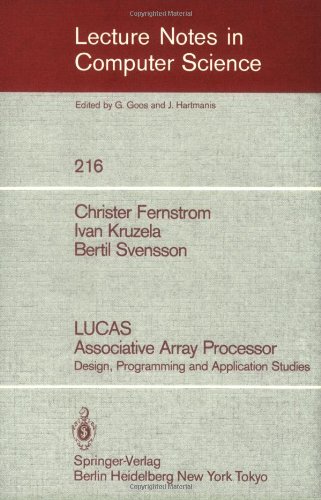 Lecture Notes in
Computer Science
Edited by G. Goos and J. Hartmanis
216
Christer Fernstrom
Ivan Kruzela
Bertil Svensson
LUCAS
Associative Array Processor
Design, Programming and Application Studies
Springer-Verlag
Berlin Heidelberg New York Tokyo